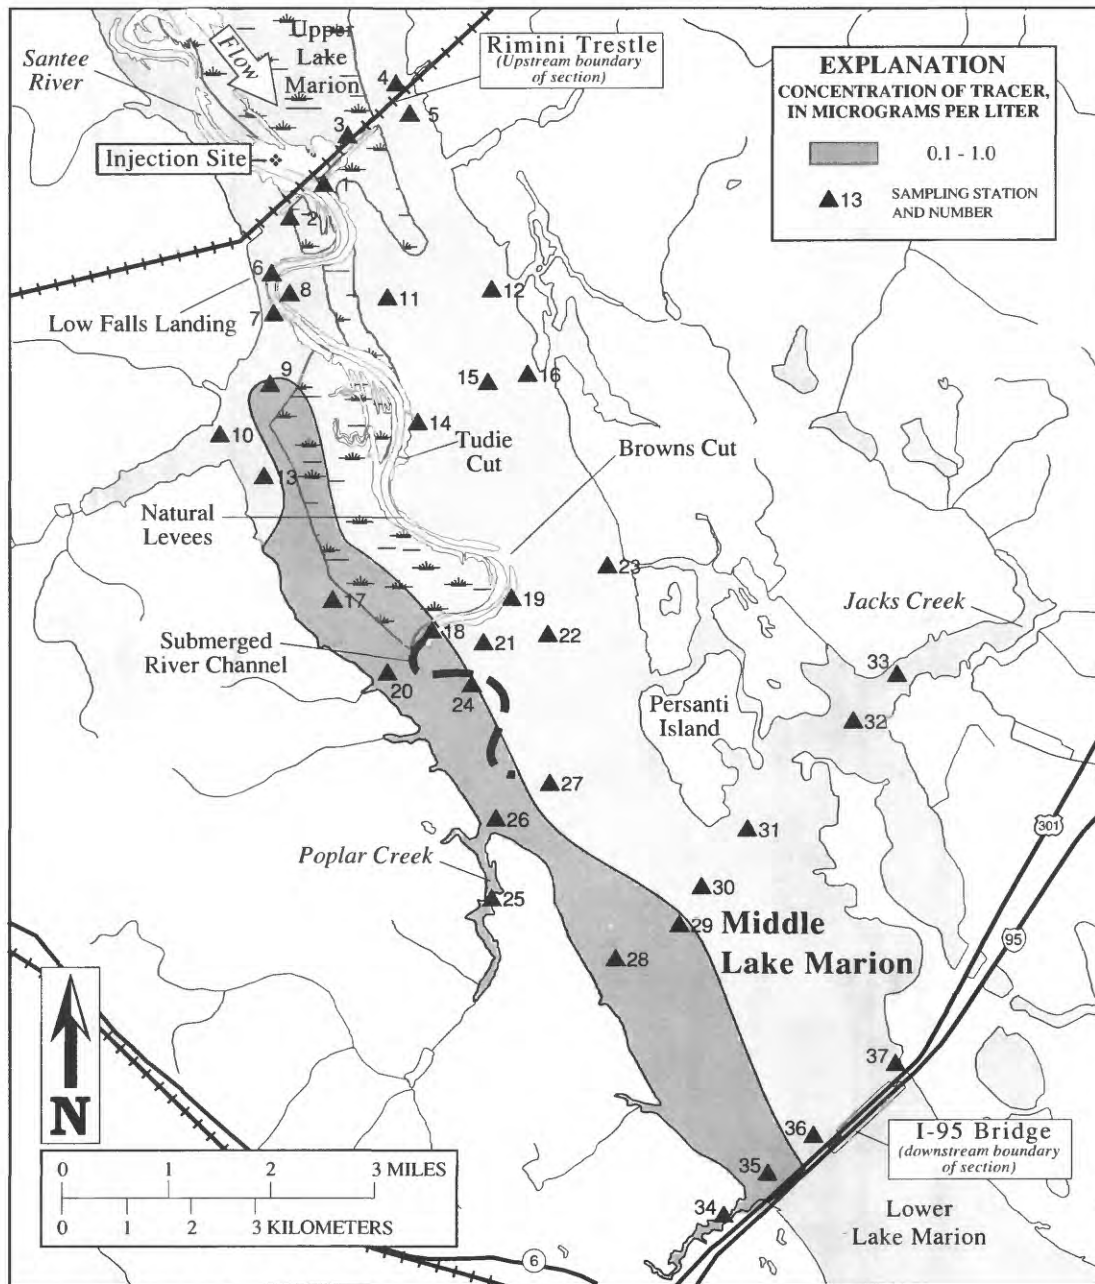 Santee
River
Flow
Upper
Lake
Marion
Rimini Trestle
(Upstream boundary
of section)
EXPLANATION
CONCENTRATION OF TRACER,
IN MICROGRAMS PER LITER
0.1 - 1.0
13
SAMPLING STATION
AND NUMBER
4
5
3
Injection Site
2
6
8
7
11
12
Low Falls Landing
9
15
16
10
14
Tudie
Cut
Browns Cut
13
Natural
Levees
23
17
19
Jacks Creek
18
21
22
Submerged
River Channel
33
20
24
Persanti
Island
32
27
26
31
301
Poplar Creek
30
25
29
Middle
Lake Marion
28
95
N
37
36
I-95 Bridge
(downstream boundary
of section)
35
34
Lower
Lake Marion
0 1 2 3 MILES
0 1 2 3 KILOMETERS
6